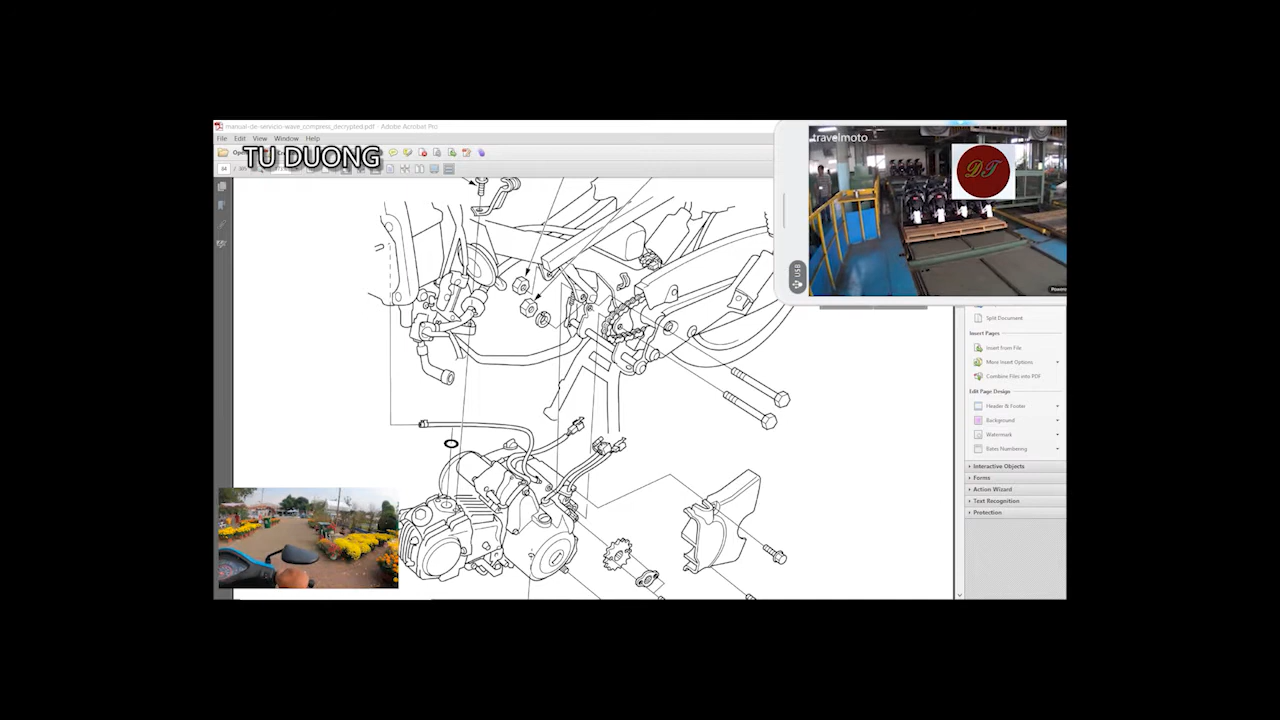 manual-de-servicio-wave_compress_decrypted.pdf - Adobe Acrobat Pro
File Edit View Window Help
TU DUONG
travelmoto
DT
USB
Split Document
Insert Pages
Insert from File
More Insert Options
Combine Files into PDF
Edit Page Design
Header & Footer
Background
Watermark
Bates Numbering
Interactive Objects
Forms
Action Wizard
Text Recognition
Protection